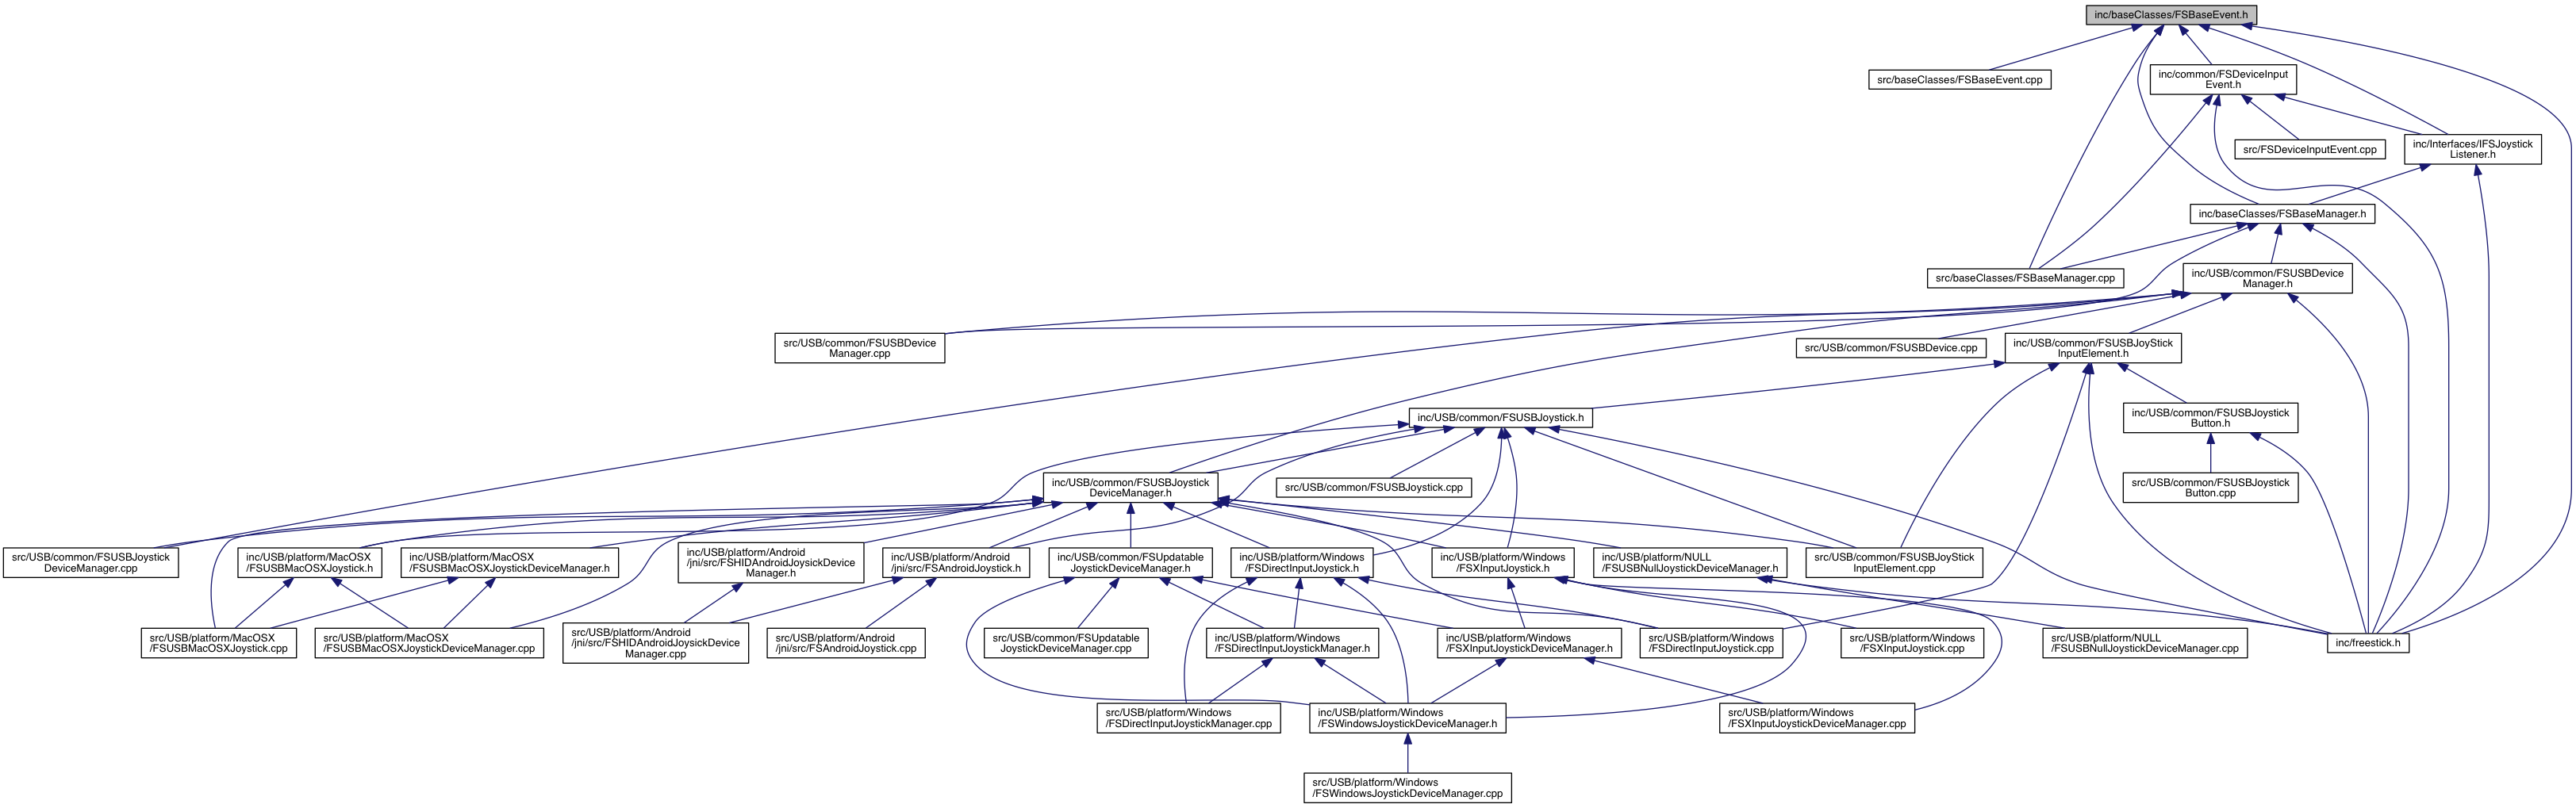 inc/baseClasses/FSBaseEvent.h
src/baseClasses/FSBaseEvent.cpp
inc/common/FSDeviceInput
Event.h
src/FSDeviceInputEvent.cpp
inc/Interfaces/IFSJoystick
Listener.h
inc/baseClasses/FSBaseManager.h
src/baseClasses/FSBaseManager.cpp
inc/USB/common/FSUSBDevice
Manager.h
src/USB/common/FSUSBDevice
Manager.cpp
src/USB/common/FSUSBDevice.cpp
inc/USB/common/FSUSBJoyStick
InputElement.h
inc/USB/common/FSUSBJoystick.h
inc/USB/common/FSUSBJoystick
Button.h
inc/USB/common/FSUSBJoystick
DeviceManager.h
src/USB/common/FSUSBJoystick.cpp
src/USB/common/FSUSBJoystick
Button.cpp
src/USB/common/FSUSBJoystick
DeviceManager.cpp
inc/USB/platform/MacOSX
/FSUSBMacOSXJoystick.h
inc/USB/platform/MacOSX
/FSUSBMacOSXJoystickDeviceManager.h
inc/USB/platform/Android
/jni/src/FSHIDAndroidJoysickDevice
Manager.h
inc/USB/platform/Android
/jni/src/FSAndroidJoystick.h
inc/USB/common/FSUpdatable
JoystickDeviceManager.h
inc/USB/platform/Windows
/FSDirectInputJoystick.h
inc/USB/platform/Windows
/FSXInputJoystick.h
inc/USB/platform/NULL
/FSUSBNullJoystickDeviceManager.h
src/USB/common/FSUSBJoyStick
InputElement.cpp
src/USB/platform/MacOSX
/FSUSBMacOSXJoystick.cpp
src/USB/platform/MacOSX
/FSUSBMacOSXJoystickDeviceManager.cpp
src/USB/platform/Android
/jni/src/FSHIDAndroidJoysickDevice
Manager.cpp
src/USB/platform/Android
/jni/src/FSAndroidJoystick.cpp
src/USB/common/FSUpdatable
JoystickDeviceManager.cpp
inc/USB/platform/Windows
/FSDirectInputJoystickManager.h
inc/USB/platform/Windows
/FSXInputJoystickDeviceManager.h
src/USB/platform/Windows
/FSDirectInputJoystick.cpp
src/USB/platform/Windows
/FSXInputJoystick.cpp
src/USB/platform/NULL
/FSUSBNullJoystickDeviceManager.cpp
inc/freestick.h
src/USB/platform/Windows
/FSDirectInputJoystickManager.cpp
inc/USB/platform/Windows
/FSWindowsJoystickDeviceManager.h
src/USB/platform/Windows
/FSXInputJoystickDeviceManager.cpp
src/USB/platform/Windows
/FSWindowsJoystickDeviceManager.cpp